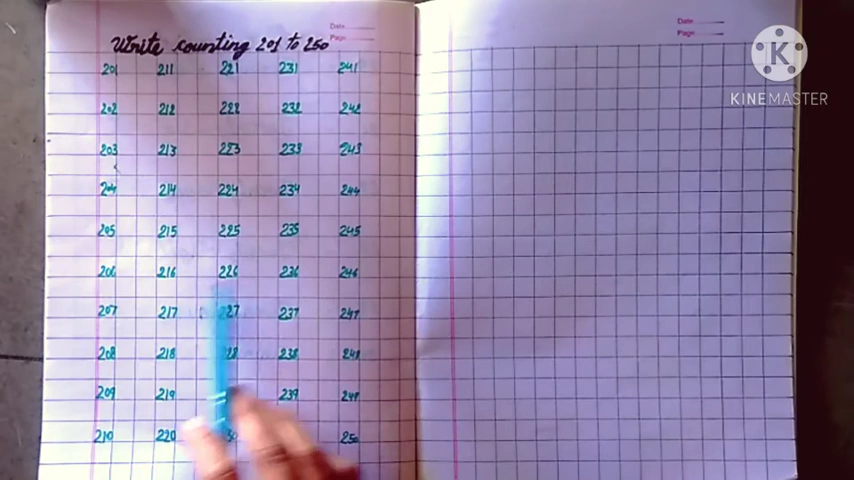 Date
Page
Write counting 201 to 250
201 211 221 231 241
202 212 222 232 242
203 213 223 233 243
204 214 224 234 244
205 215 225 235 245
206 216 226 236 246
207 217 227 237 247
208 218 238 248
209 219 239 249
210 220 250
Date
Page
K
KINEMASTER